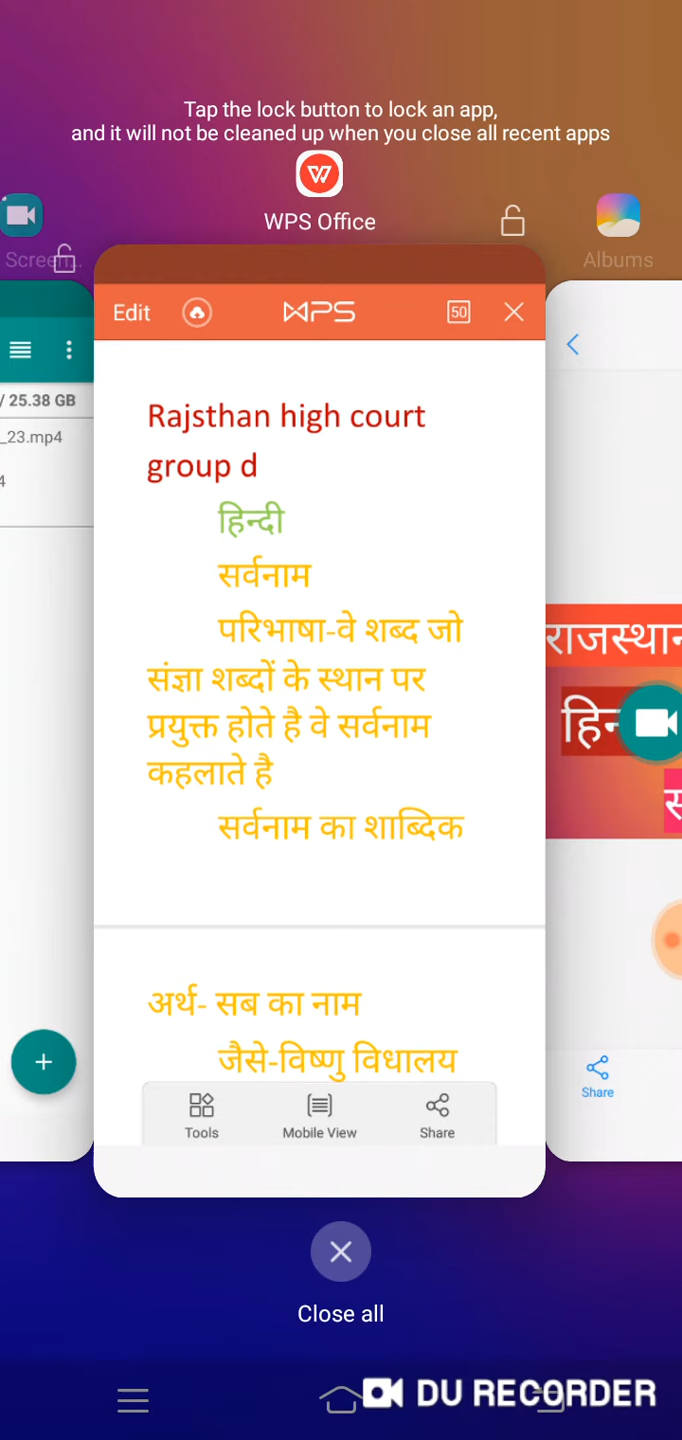 Tap the lock button to lock an app,
and it will not be cleaned up when you close all recent apps
WPS Office
Screen...
Albums
Edit
WPS
50
/ 25.38 GB
_23.mp4
4
Rajsthan high court
group d
हिन्दी
सर्वनाम
परिभाषा-वे शब्द जो
संज्ञा शब्दों के स्थान पर
प्रयुक्त होते है वे सर्वनाम
कहलाते है
सर्वनाम का शाब्दिक
अर्थ- सब का नाम
जैसे-विष्णु विधालय
Tools
Mobile View
Share
Share
Close all
DU RECORDER